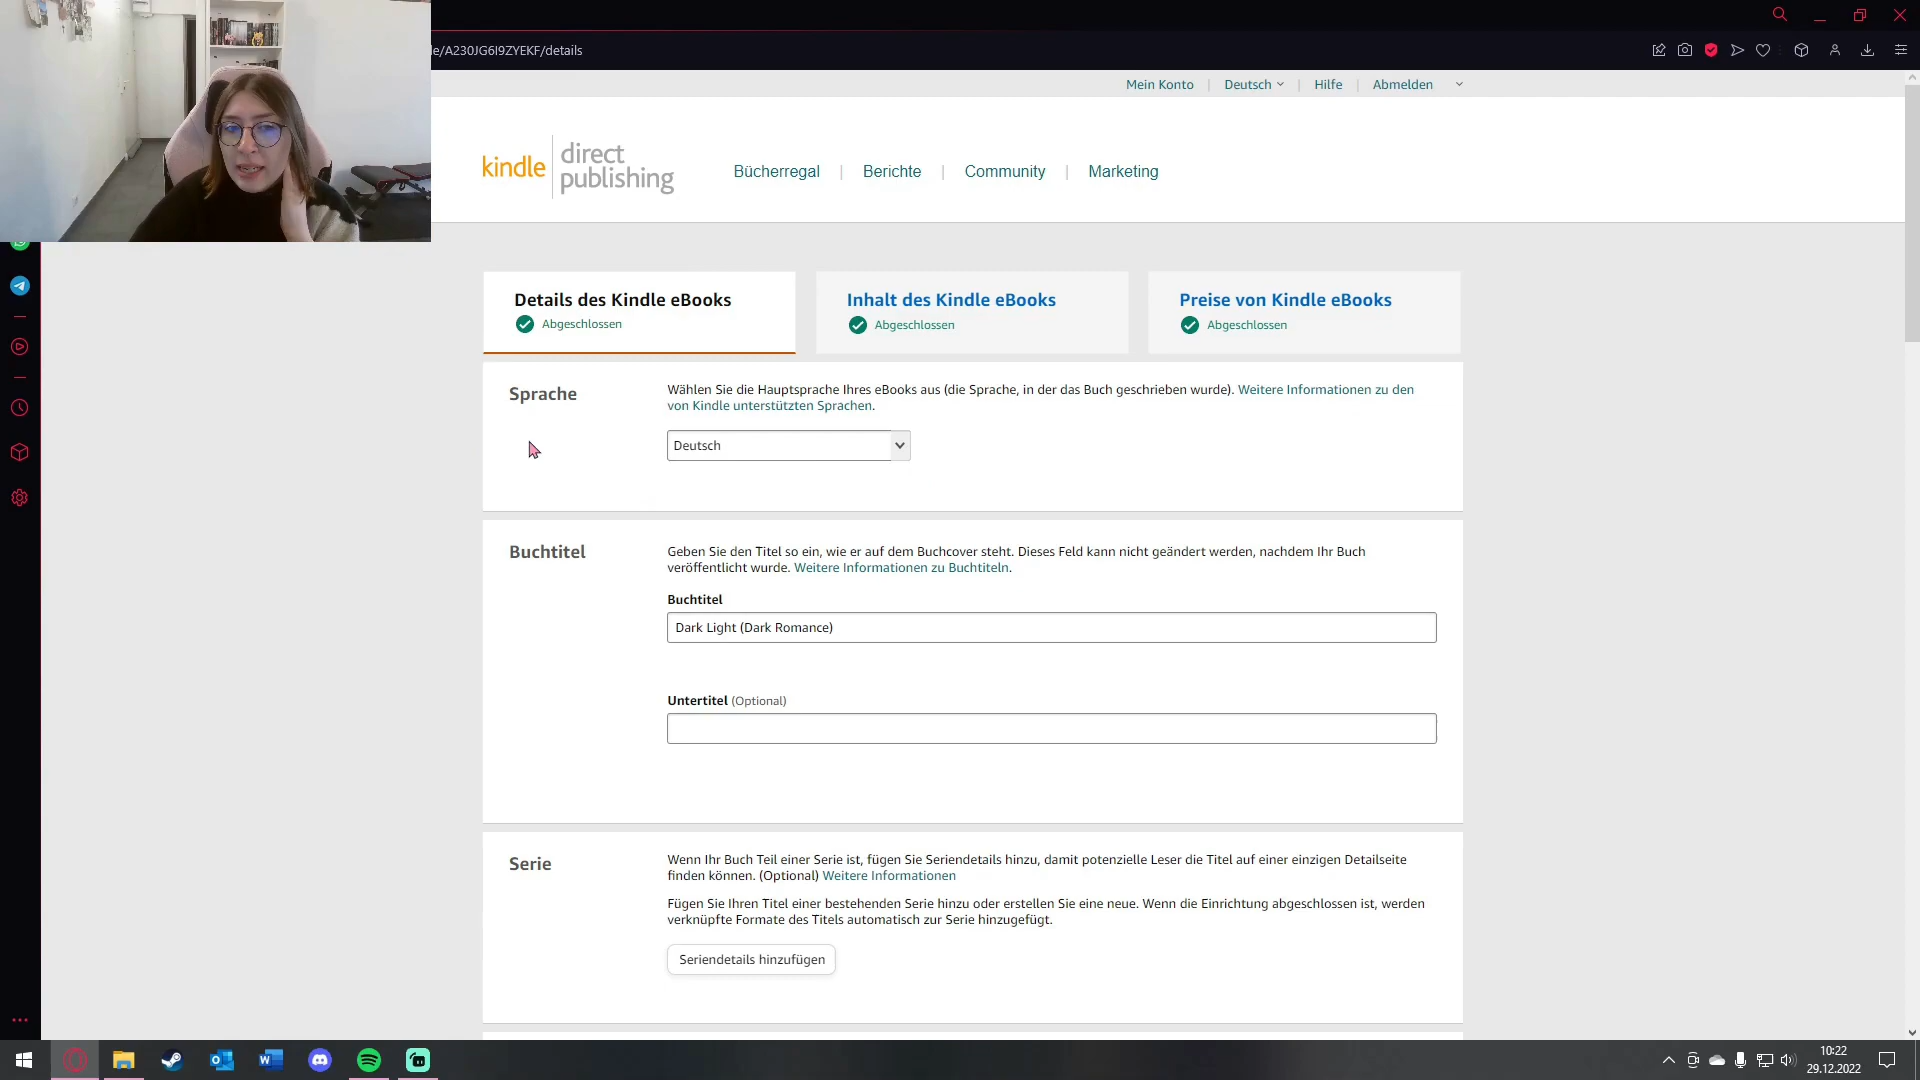 le/A230JG6I9ZYEKF/details
Mein Konto | Deutsch | Hilfe | Abmelden
kindle direct publishing
Bücherregal | Berichte | Community | Marketing
Details des Kindle eBooks
Abgeschlossen
Inhalt des Kindle eBooks
Abgeschlossen
Preise von Kindle eBooks
Abgeschlossen
Sprache
Wählen Sie die Hauptsprache Ihres eBooks aus (die Sprache, in der das Buch geschrieben wurde). Weitere Informationen zu den
von Kindle unterstützten Sprachen.
Deutsch
Buchtitel
Geben Sie den Titel so ein, wie er auf dem Buchcover steht. Dieses Feld kann nicht geändert werden, nachdem Ihr Buch
veröffentlicht wurde. Weitere Informationen zu Buchtiteln.
Buchtitel
Dark Light (Dark Romance)
Untertitel (Optional)
Serie
Wenn Ihr Buch Teil einer Serie ist, fügen Sie Seriendetails hinzu, damit potenzielle Leser die Titel auf einer einzigen Detailseite
finden können. (Optional) Weitere Informationen
Fügen Sie Ihren Titel einer bestehenden Serie hinzu oder erstellen Sie eine neue. Wenn die Einrichtung abgeschlossen ist, werden
verknüpfte Formate des Titels automatisch zur Serie hinzugefügt.
Seriendetails hinzufügen
10:22
29.12.2022